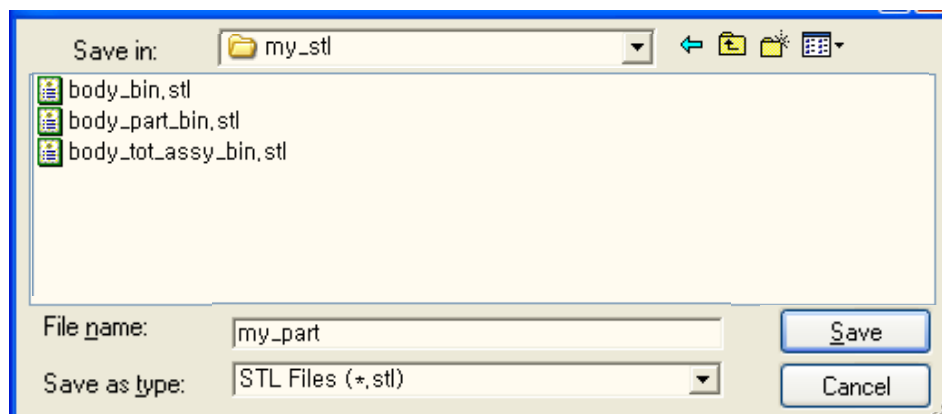 Save in: my_stl
body_bin.stl
body_part_bin.stl
body_tot_assy_bin.stl
File name: my_part Save
Save as type: STL Files (*.stl) Cancel